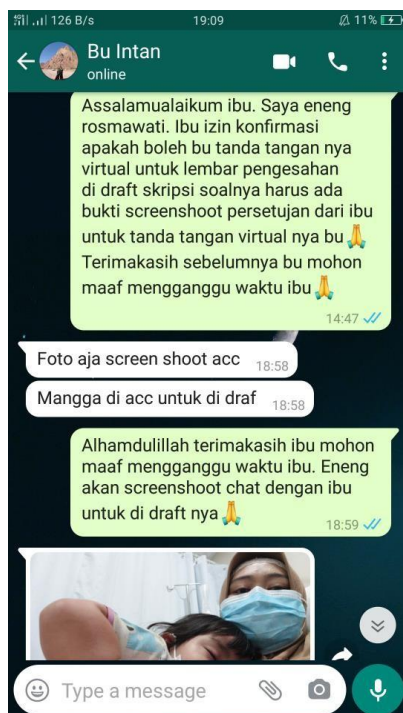 126 B/s 19:09 11%
Bu Intan
online
Assalamualaikum ibu. Saya eneng
rosmawati. Ibu izin konfirmasi
apakah boleh bu tanda tangan nya
virtual untuk lembar pengesahan
di draft skripsi soalnya harus ada
bukti screenshoot persetujan dari ibu
untuk tanda tangan virtual nya bu🙏
Terimakasih sebelumnya bu mohon
maaf mengganggu waktu ibu🙏
14:47
Foto aja screen shoot acc 18:58
Mangga di acc untuk di draf 18:58
Alhamdulillah terimakasih ibu mohon
maaf mengganggu waktu ibu. Eneng
akan screenshoot chat dengan ibu
untuk di draft nya🙏
18:59
Type a message